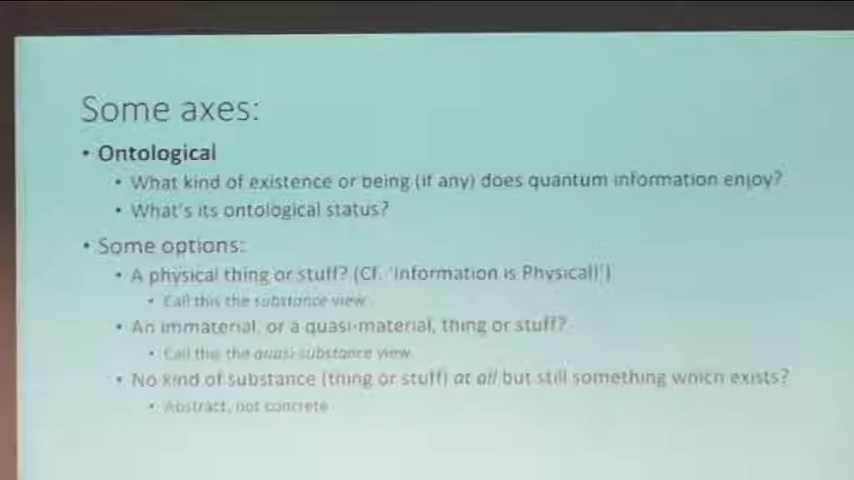 Some axes:
• Ontological
• What kind of existence or being (if any) does quantum information enjoy?
• What's its ontological status?
• Some options:
• A physical thing or stuff? (Cf. 'Information is Physical!')
• Call this the substance view
• An immaterial, or a quasi-material, thing or stuff?
• Call this the quasi-substance view
• No kind of substance (thing or stuff) at all but still something which exists?
• Abstract, not concrete